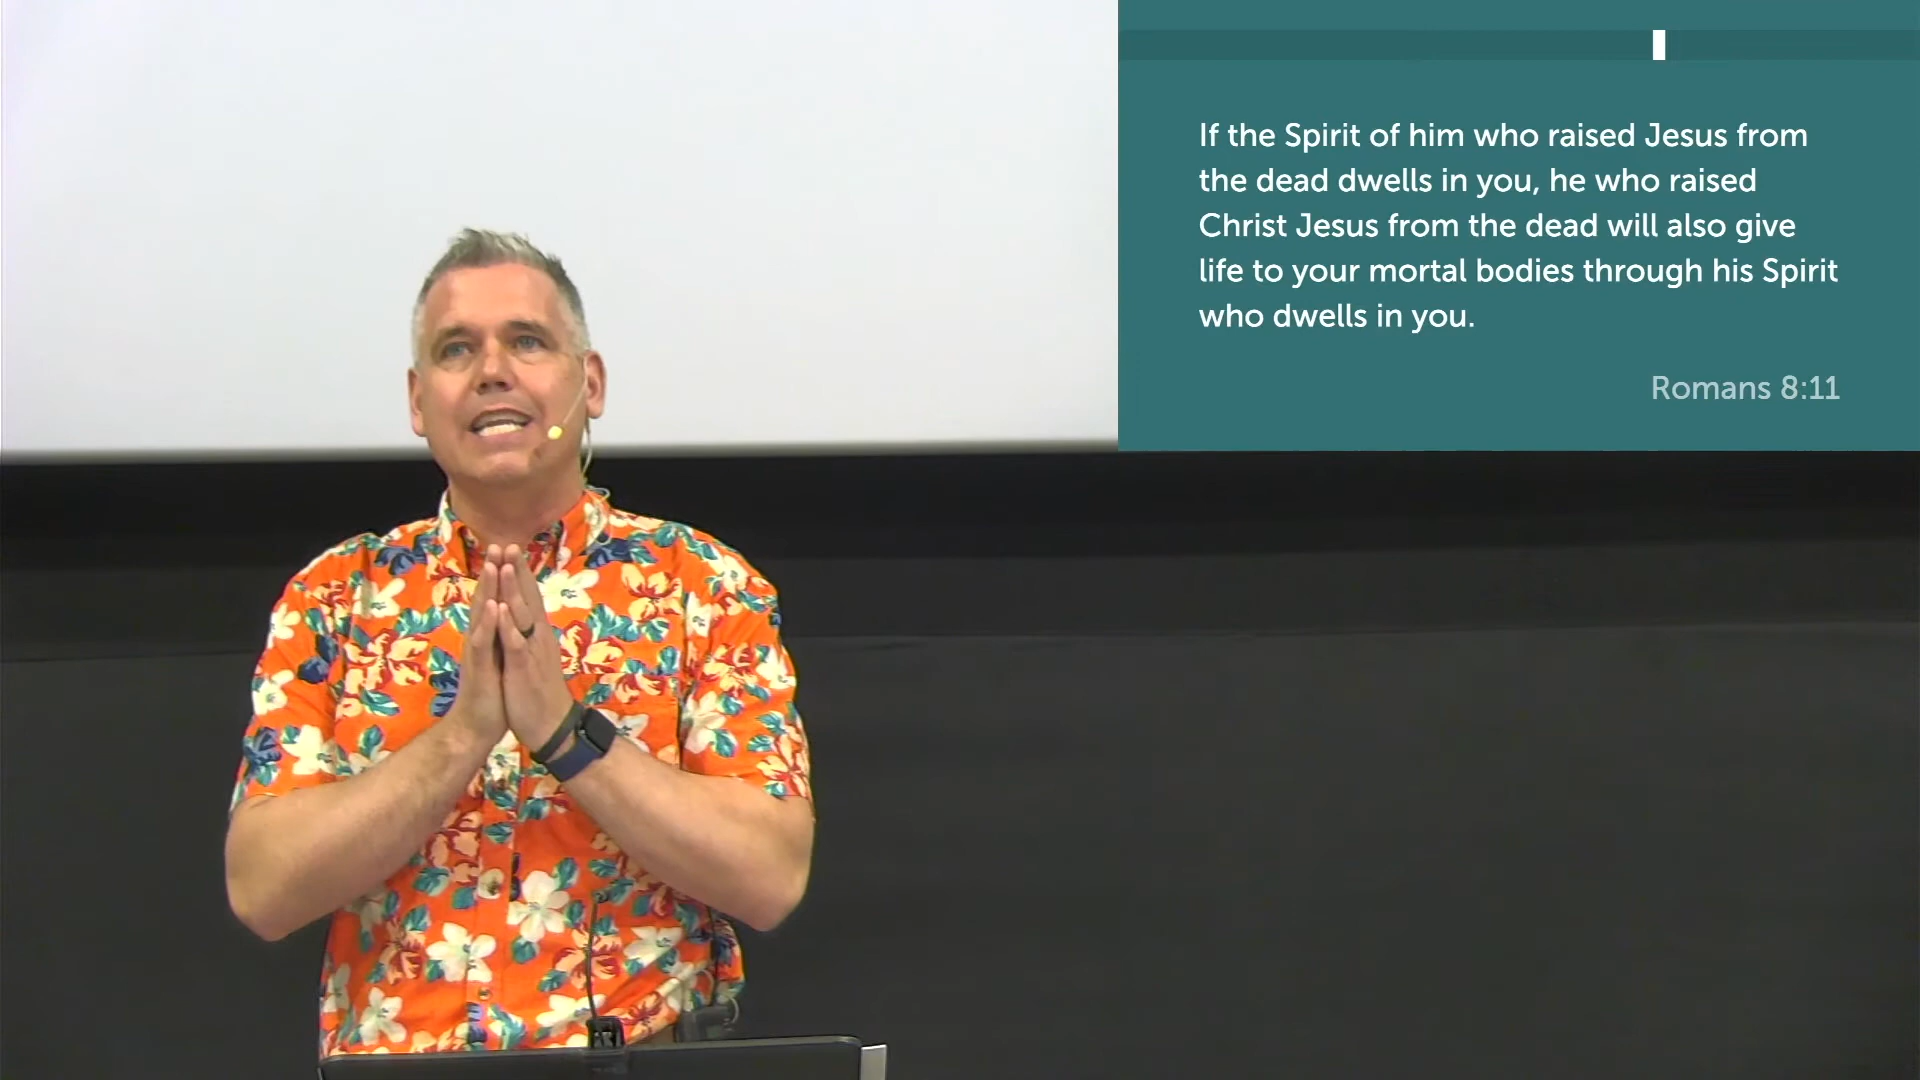 If the Spirit of him who raised Jesus from
the dead dwells in you, he who raised
Christ Jesus from the dead will also give
life to your mortal bodies through his Spirit
who dwells in you.
Romans 8:11